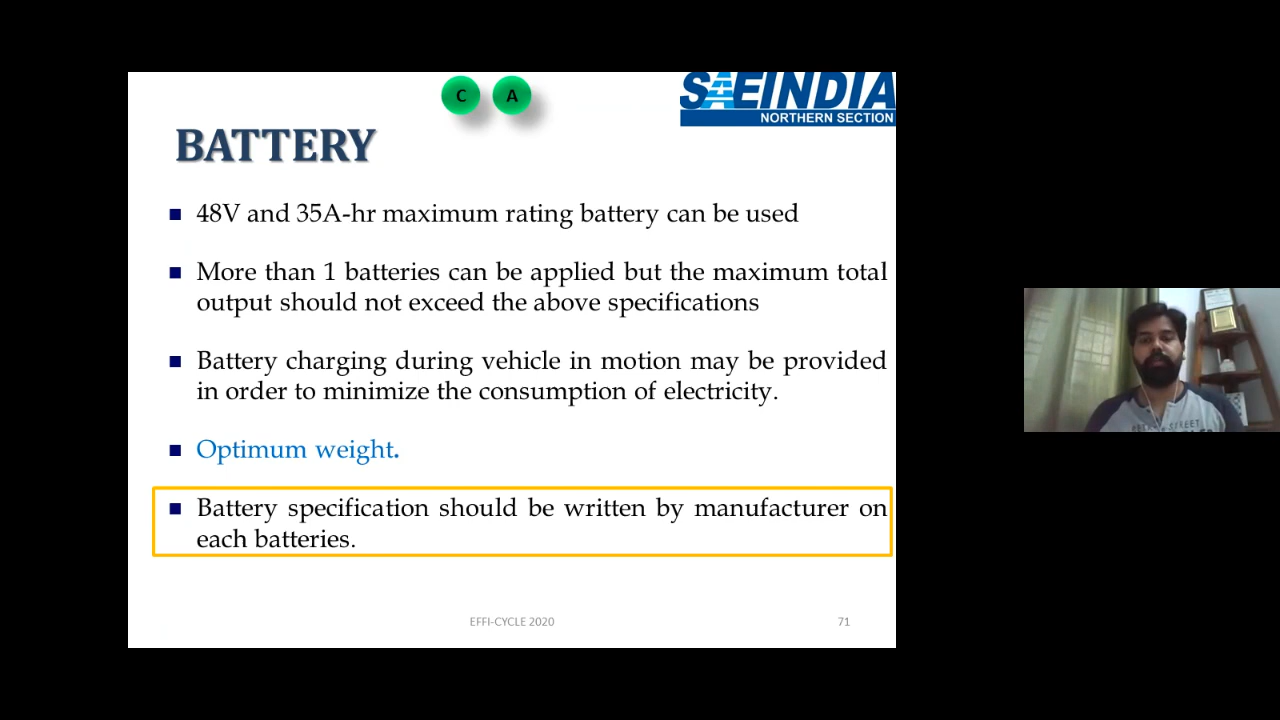 C A
SAEINDIA
NORTHERN SECTION
BATTERY
48V and 35A-hr maximum rating battery can be used
More than 1 batteries can be applied but the maximum total
output should not exceed the above specifications
Battery charging during vehicle in motion may be provided
in order to minimize the consumption of electricity.
Optimum weight.
Battery specification should be written by manufacturer on
each batteries.
EFFI-CYCLE 2020
71